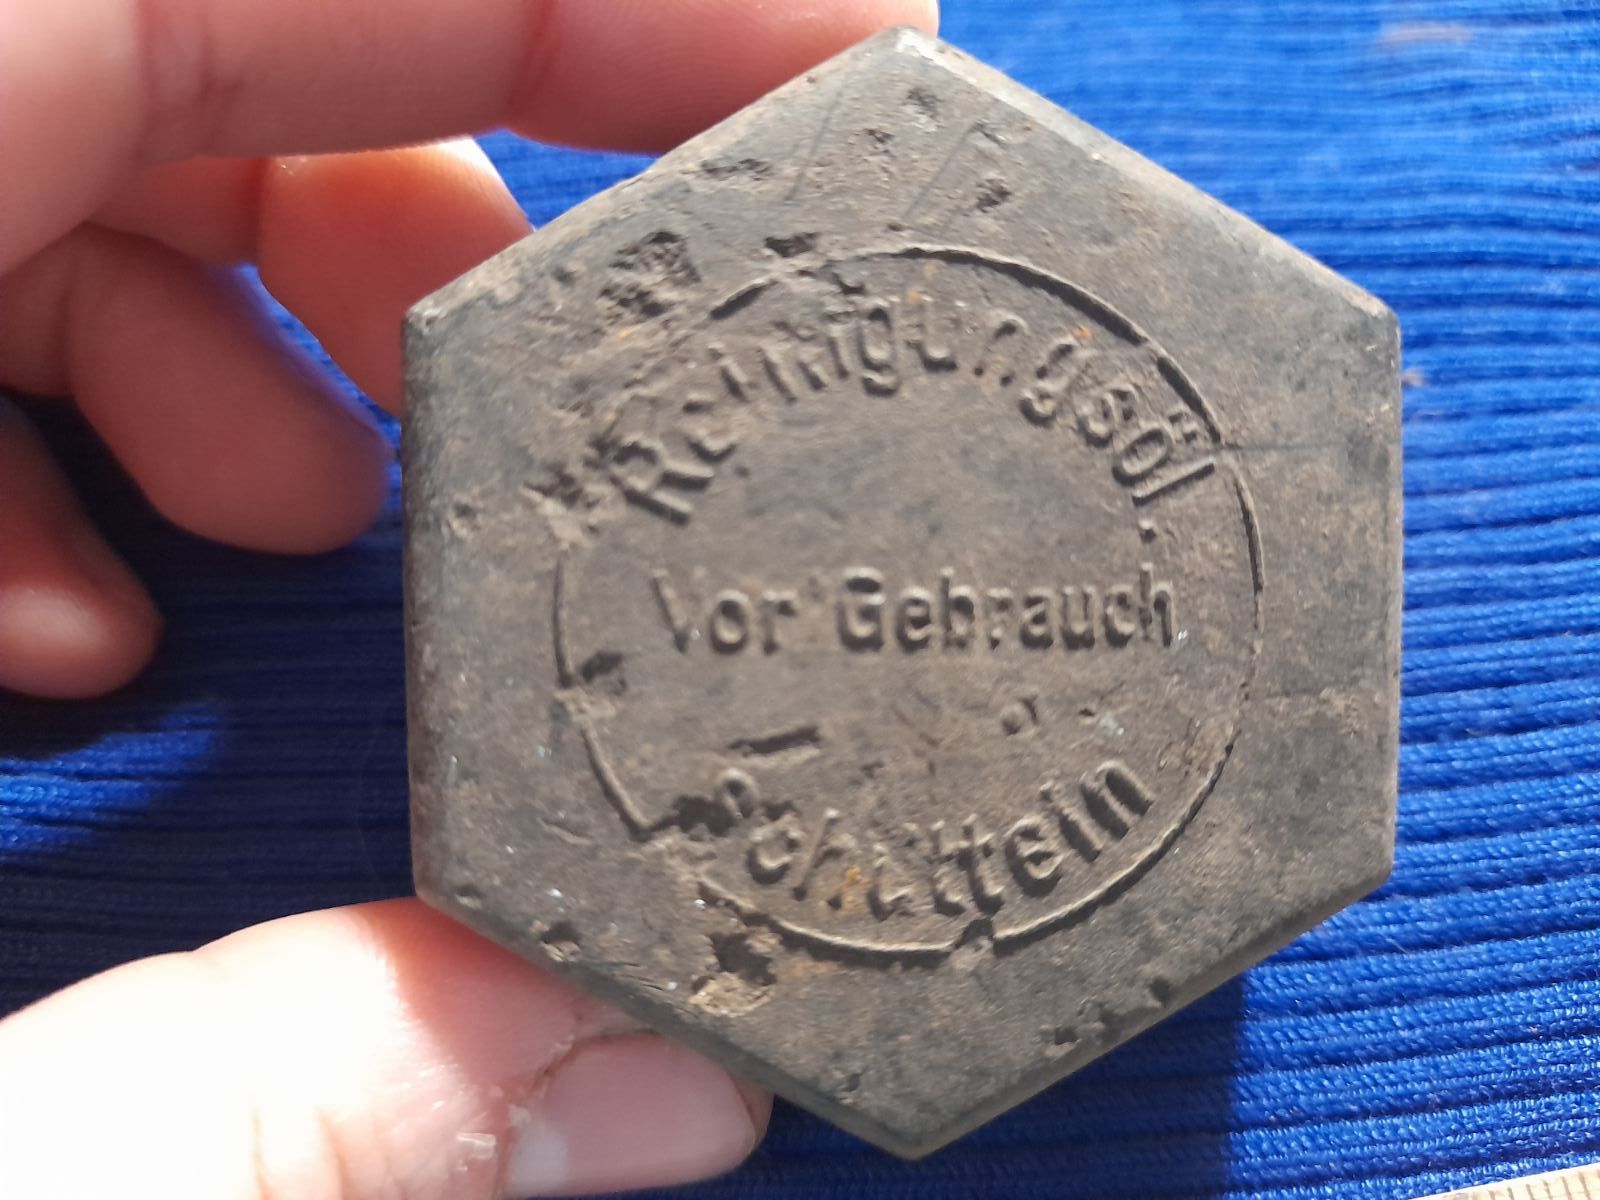 Reinigungsöl.
Vor Gebrauch
Schütteln